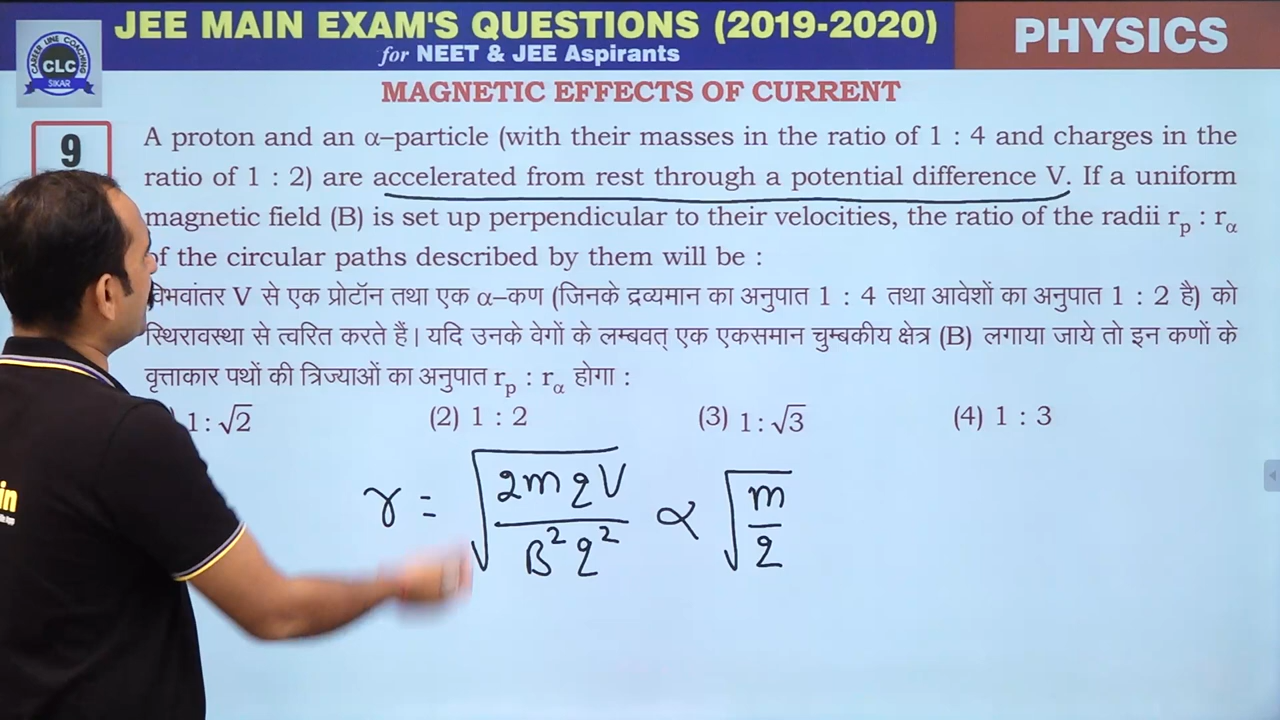 JEE MAIN EXAM'S QUESTIONS (2019-2020)
for NEET & JEE Aspirants
PHYSICS
CAREER LINE COACHING
CLC
SIKAR
MAGNETIC EFFECTS OF CURRENT
9
A proton and an α–particle (with their masses in the ratio of 1 : 4 and charges in the
ratio of 1 : 2) are accelerated from rest through a potential difference V. If a uniform
magnetic field (B) is set up perpendicular to their velocities, the ratio of the radii rp : rα
of the circular paths described by them will be :
विभवांतर V से एक प्रोटॉन तथा एक α–कण (जिनके द्रव्यमान का अनुपात 1 : 4 तथा आवेशों का अनुपात 1 : 2 है) को
स्थिरावस्था से त्वरित करते हैं। यदि उनके वेगों के लम्बवत् एक एकसमान चुम्बकीय क्षेत्र (B) लगाया जाये तो इन कणों के
वृत्ताकार पथों की त्रिज्याओं का अनुपात rp : rα होगा :
1:√2 (2) 1 : 2 (3) 1:√3 (4) 1 : 3
r = √(2mqV / B²q²) ∝ √(m / q)
in